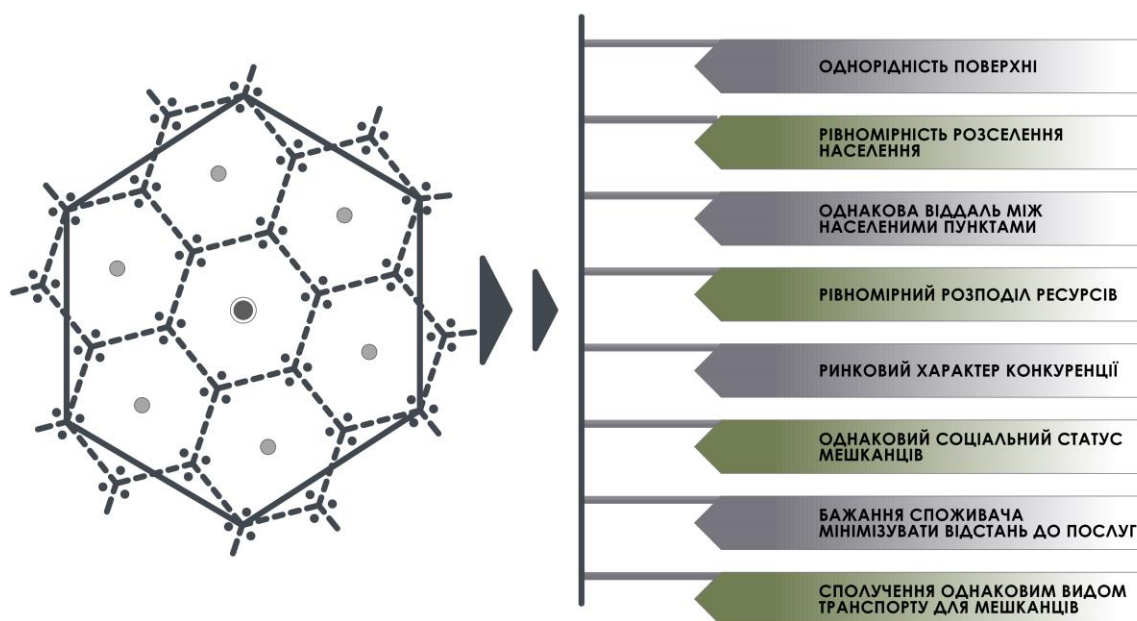 ОДНОРІДНІСТЬ ПОВЕРХНІ
РІВНОМІРНІСТЬ РОЗСЕЛЕННЯ
НАСЕЛЕННЯ
ОДНАКОВА ВІДДАЛЬ МІЖ
НАСЕЛЕНИМИ ПУНКТАМИ
РІВНОМІРНИЙ РОЗПОДІЛ РЕСУРСІВ
РИНКОВИЙ ХАРАКТЕР КОНКУРЕНЦІЇ
ОДНАКОВИЙ СОЦІАЛЬНИЙ СТАТУС
МЕШКАНЦІВ
БАЖАННЯ СПОЖИВАЧА
МІНІМІЗУВАТИ ВІДСТАНЬ ДО ПОСЛУГ
СПОЛУЧЕННЯ ОДНАКОВИМ ВИДОМ
ТРАНСПОРТУ ДЛЯ МЕШКАНЦІВ